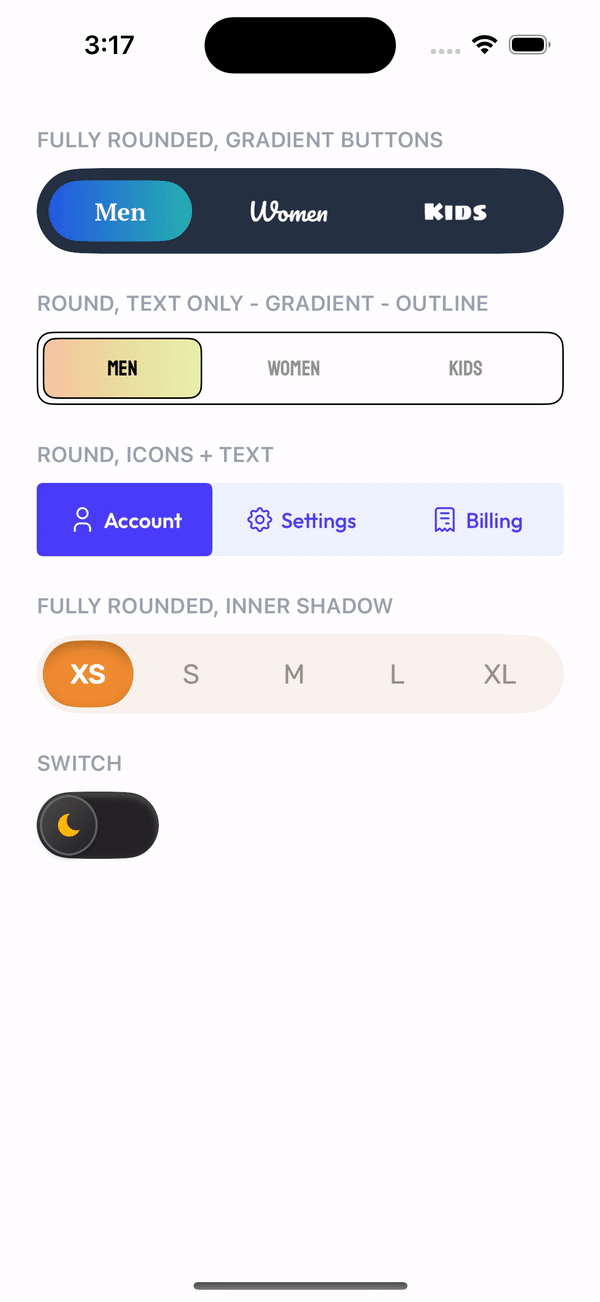 3:17
FULLY ROUNDED, GRADIENT BUTTONS
Men Women KIDS
ROUND, TEXT ONLY - GRADIENT - OUTLINE
MEN WOMEN KIDS
ROUND, ICONS + TEXT
Account Settings Billing
FULLY ROUNDED, INNER SHADOW
XS S M L XL
SWITCH